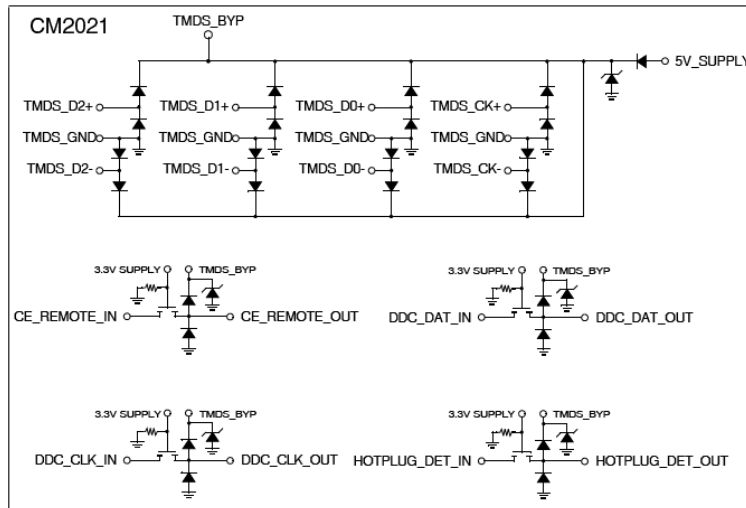 CM2021
TMDS_BYP
5V_SUPPLY
TMDS_D2+ TMDS_D1+ TMDS_D0+ TMDS_CK+
TMDS_GND TMDS_GND TMDS_GND TMDS_GND
TMDS_D2- TMDS_D1- TMDS_D0- TMDS_CK-
3.3V SUPPLY TMDS_BYP 3.3V SUPPLY TMDS_BYP
CE_REMOTE_IN CE_REMOTE_OUT DDC_DAT_IN DDC_DAT_OUT
3.3V SUPPLY TMDS_BYP 3.3V SUPPLY TMDS_BYP
DDC_CLK_IN DDC_CLK_OUT HOTPLUG_DET_IN HOTPLUG_DET_OUT